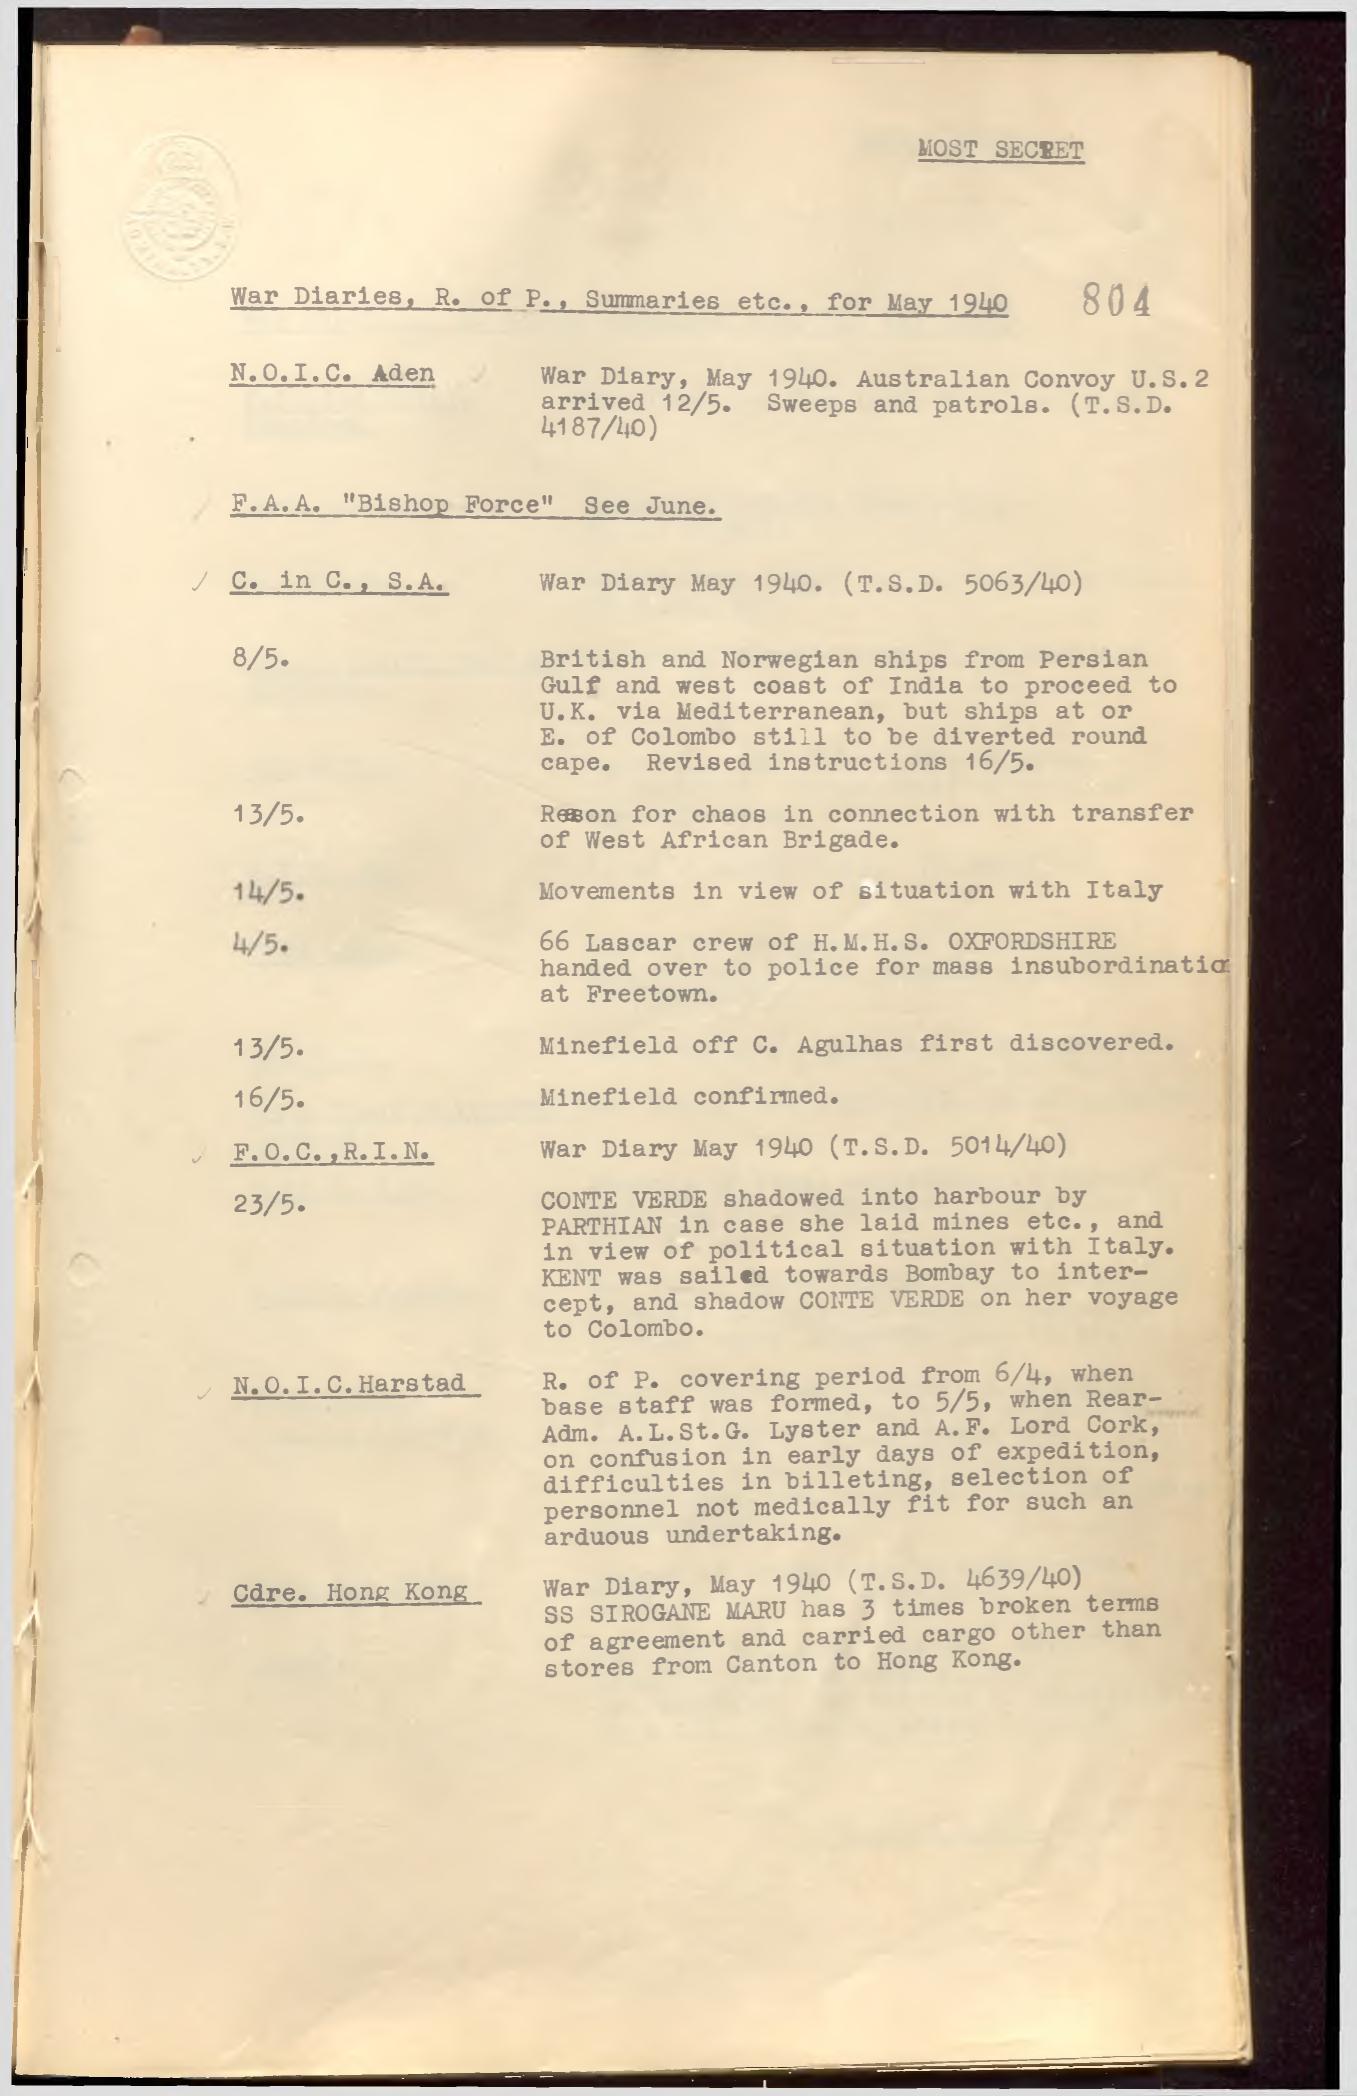 MOST SECRET
War Diaries, R. of P., Summaries etc., for May 1940 804
N.O.I.C. Aden War Diary, May 1940. Australian Convoy U.S.2
arrived 12/5. Sweeps and patrols. (T.S.D.
4187/40)
F.A.A. "Bishop Force" See June.
C. in C., S.A. War Diary May 1940. (T.S.D. 5063/40)
8/5. British and Norwegian ships from Persian
Gulf and west coast of India to proceed to
U.K. via Mediterranean, but ships at or
E. of Colombo still to be diverted round
cape. Revised instructions 16/5.
13/5. Reason for chaos in connection with transfer
of West African Brigade.
14/5. Movements in view of situation with Italy
4/5. 66 Lascar crew of H.M.H.S. OXFORDSHIRE
handed over to police for mass insubordination
at Freetown.
13/5. Minefield off C. Agulhas first discovered.
16/5. Minefield confirmed.
F.O.C.,R.I.N. War Diary May 1940 (T.S.D. 5014/40)
23/5. CONTE VERDE shadowed into harbour by
PARTHIAN in case she laid mines etc., and
in view of political situation with Italy.
KENT was sailed towards Bombay to inter-
cept, and shadow CONTE VERDE on her voyage
to Colombo.
N.O.I.C.Harstad R. of P. covering period from 6/4, when
base staff was formed, to 5/5, when Rear-
Adm. A.L.St.G. Lyster and A.F. Lord Cork,
on confusion in early days of expedition,
difficulties in billeting, selection of
personnel not medically fit for such an
arduous undertaking.
Cdre. Hong Kong War Diary, May 1940 (T.S.D. 4639/40)
SS SIROGANE MARU has 3 times broken terms
of agreement and carried cargo other than
stores from Canton to Hong Kong.